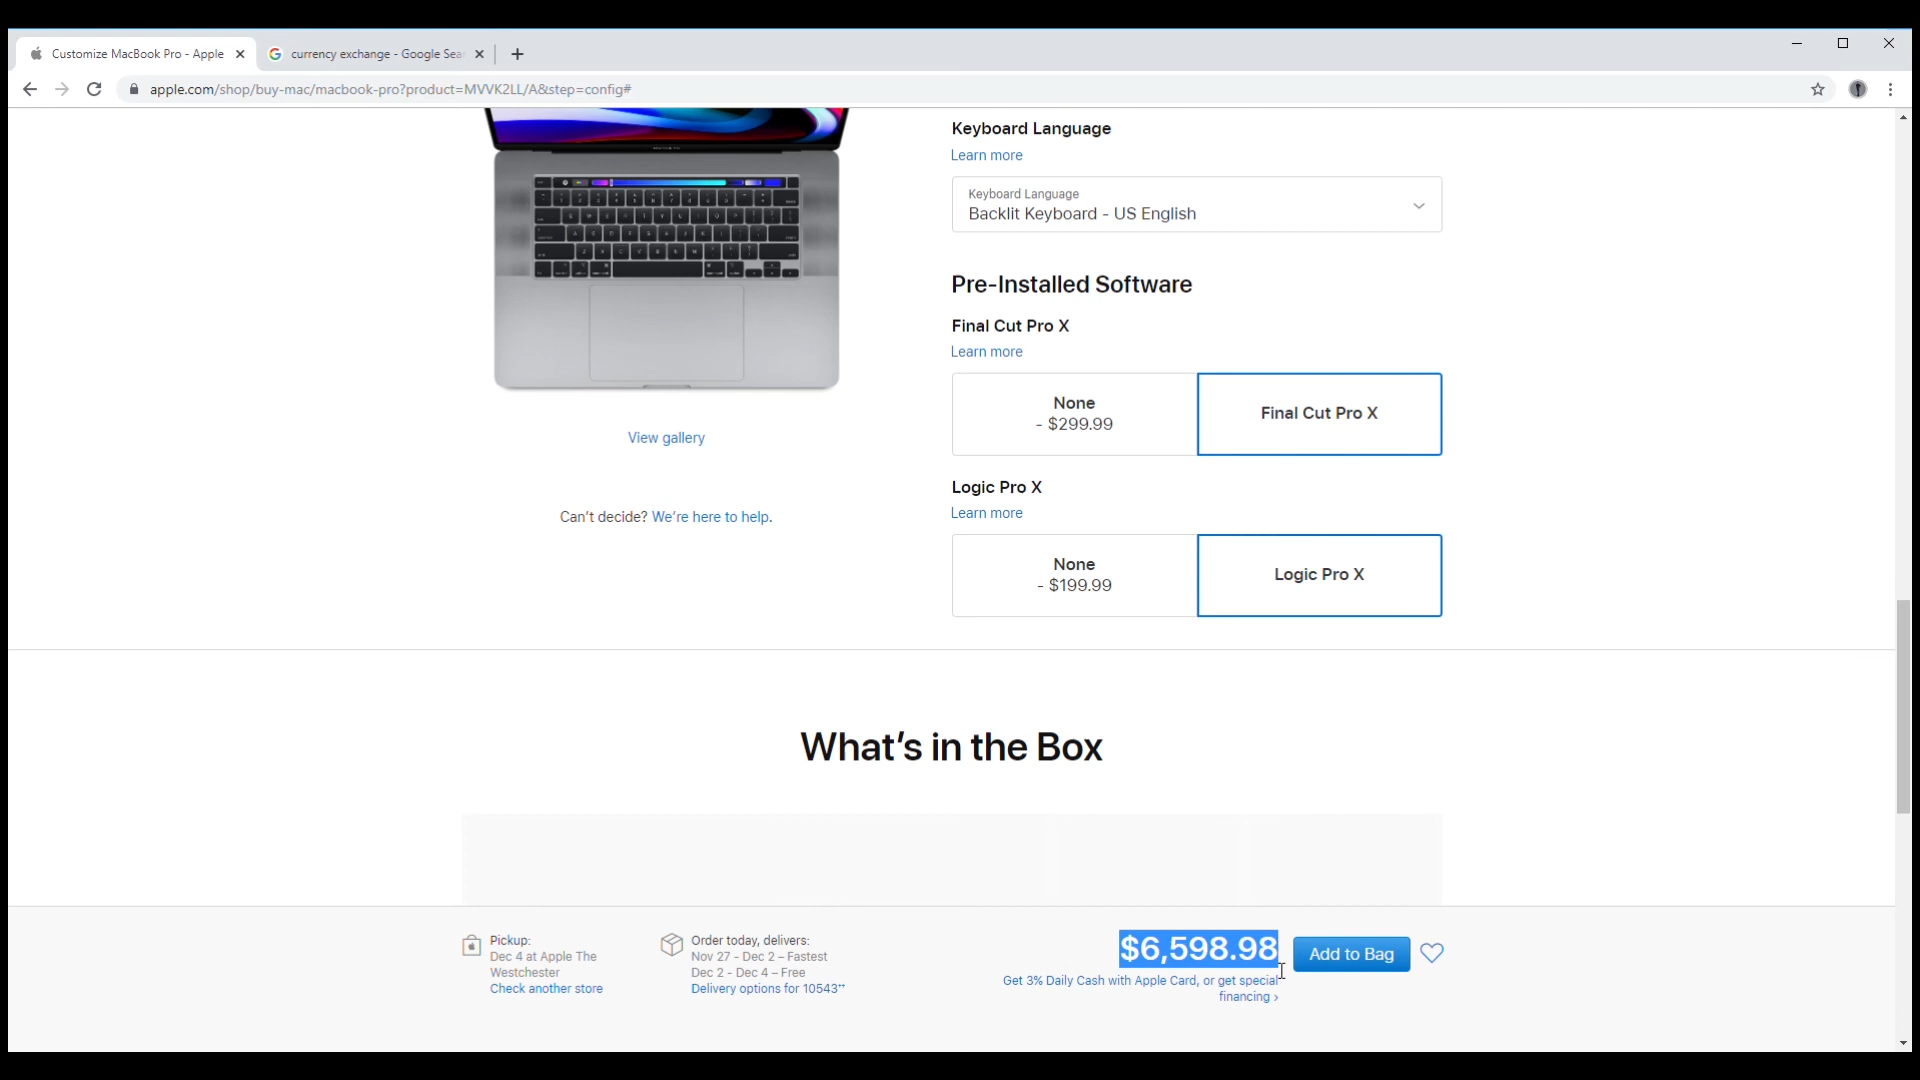 Customize MacBook Pro - Apple
currency exchange - Google Sea
apple.com/shop/buy-mac/macbook-pro?product=MVVK2LL/A&step=config#
Keyboard Language
Learn more
Keyboard Language
Backlit Keyboard - US English
Pre-Installed Software
Final Cut Pro X
Learn more
None
- $299.99
Final Cut Pro X
View gallery
Logic Pro X
Learn more
Can't decide? We're here to help.
None
- $199.99
Logic Pro X
What's in the Box
Pickup:
Dec 4 at Apple The
Westchester
Check another store
Order today, delivers:
Nov 27 - Dec 2 – Fastest
Dec 2 - Dec 4 – Free
Delivery options for 10543**
$6,598.98
Get 3% Daily Cash with Apple Card, or get special
financing >
Add to Bag